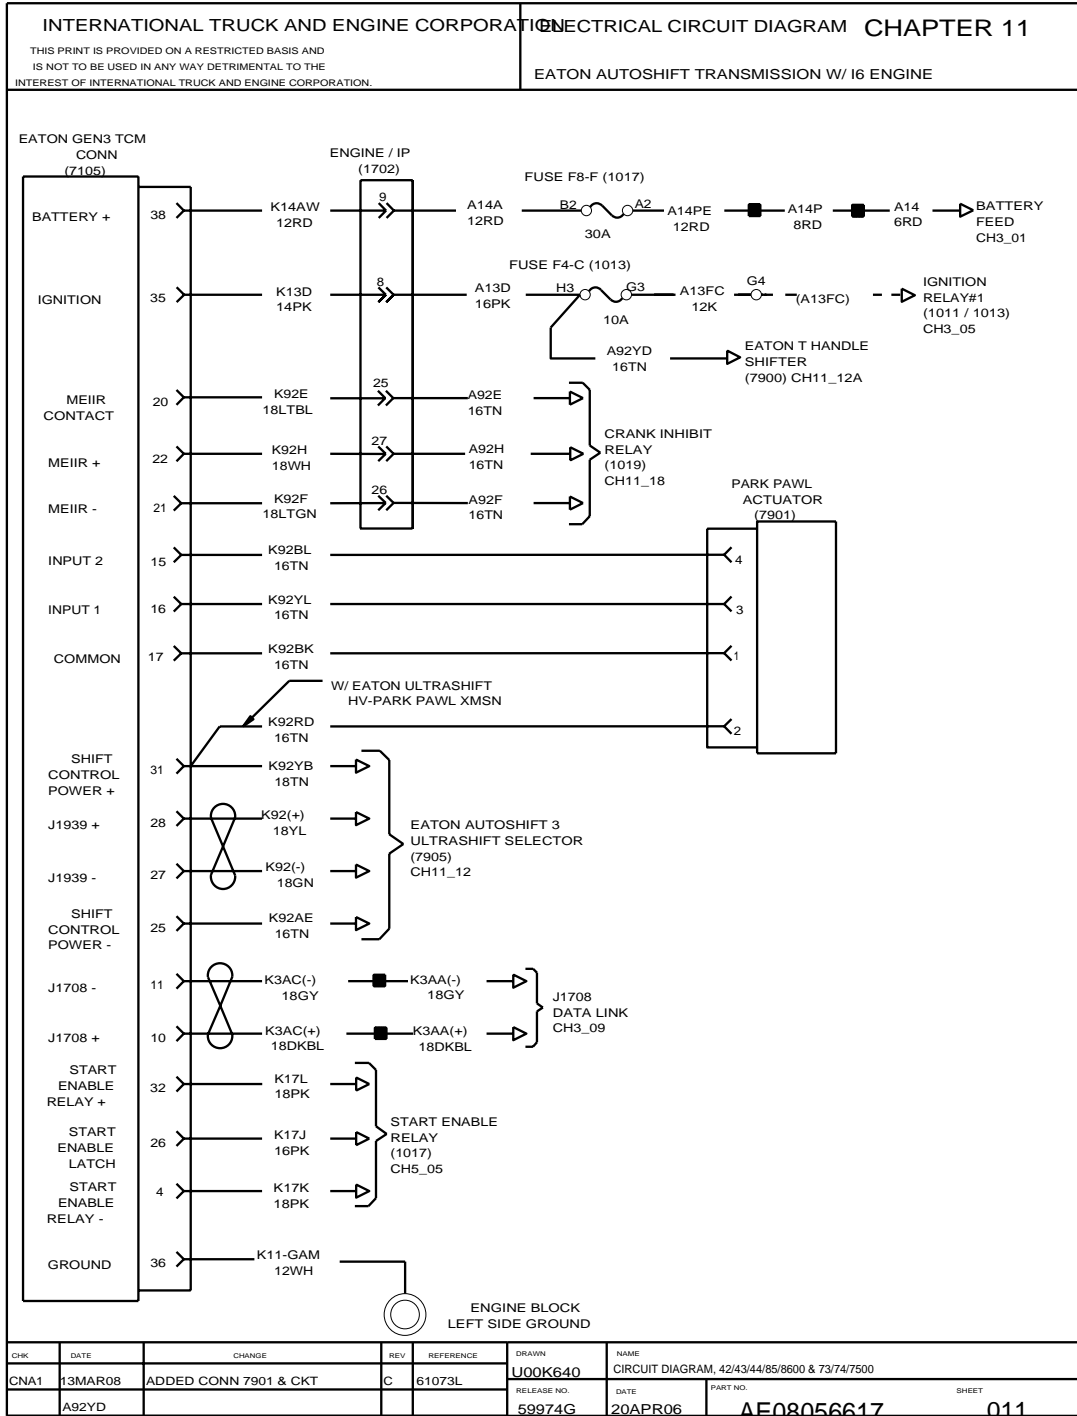 INTERNATIONAL TRUCK AND ENGINE CORPORATION
THIS PRINT IS PROVIDED ON A RESTRICTED BASIS AND
IS NOT TO BE USED IN ANY WAY DETRIMENTAL TO THE
INTEREST OF INTERNATIONAL TRUCK AND ENGINE CORPORATION.
ELECTRICAL CIRCUIT DIAGRAM CHAPTER 11
EATON AUTOSHIFT TRANSMISSION W/ I6 ENGINE
EATON GEN3 TCM
CONN
(7105)
ENGINE / IP
(1702)
FUSE F8-F (1017)
BATTERY +
38
K14AW
12RD
9
A14A
12RD
B2
A2
30A
A14PE
12RD
A14P
8RD
A14
6RD
BATTERY
FEED
CH3_01
FUSE F4-C (1013)
IGNITION
35
K13D
14PK
8
A13D
16PK
H3
G3
10A
A13FC
12K
G4
(A13FC)
IGNITION
RELAY#1
(1011 / 1013)
CH3_05
A92YD
16TN
EATON T HANDLE
SHIFTER
(7900) CH11_12A
MEIIR
CONTACT
20
K92E
18LTBL
25
A92E
16TN
MEIIR +
22
K92H
18WH
27
A92H
16TN
CRANK INHIBIT
RELAY
(1019)
CH11_18
MEIIR -
21
K92F
18LTGN
26
A92F
16TN
PARK PAWL
ACTUATOR
(7901)
INPUT 2
15
K92BL
16TN
4
INPUT 1
16
K92YL
16TN
3
COMMON
17
K92BK
16TN
1
W/ EATON ULTRASHIFT
HV-PARK PAWL XMSN
K92RD
16TN
2
SHIFT
CONTROL
POWER +
31
K92YB
18TN
J1939 +
28
K92(+)
18YL
EATON AUTOSHIFT 3
ULTRASHIFT SELECTOR
(7905)
CH11_12
J1939 -
27
K92(-)
18GN
SHIFT
CONTROL
POWER -
25
K92AE
16TN
J1708 -
11
K3AC(-)
18GY
K3AA(-)
18GY
J1708
DATA LINK
CH3_09
J1708 +
10
K3AC(+)
18DKBL
K3AA(+)
18DKBL
START
ENABLE
RELAY +
32
K17L
18PK
START
ENABLE
LATCH
26
K17J
16PK
START ENABLE
RELAY
(1017)
CH5_05
START
ENABLE
RELAY -
4
K17K
18PK
GROUND
36
K11-GAM
12WH
ENGINE BLOCK
LEFT SIDE GROUND
CHK DATE CHANGE REV REFERENCE
CNA1 13MAR08 ADDED CONN 7901 & CKT C 61073L
A92YD
DRAWN
U00K640
NAME
CIRCUIT DIAGRAM, 42/43/44/85/8600 & 73/74/7500
RELEASE NO.
59974G
DATE
20APR06
PART NO.
AE08056617
SHEET
011